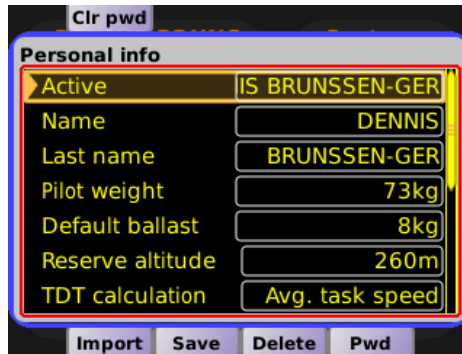 Clr pwd
Personal info
Active IS BRUNSSEN-GER
Name DENNIS
Last name BRUNSSEN-GER
Pilot weight 73kg
Default ballast 8kg
Reserve altitude 260m
TDT calculation Avg. task speed
Import Save Delete Pwd